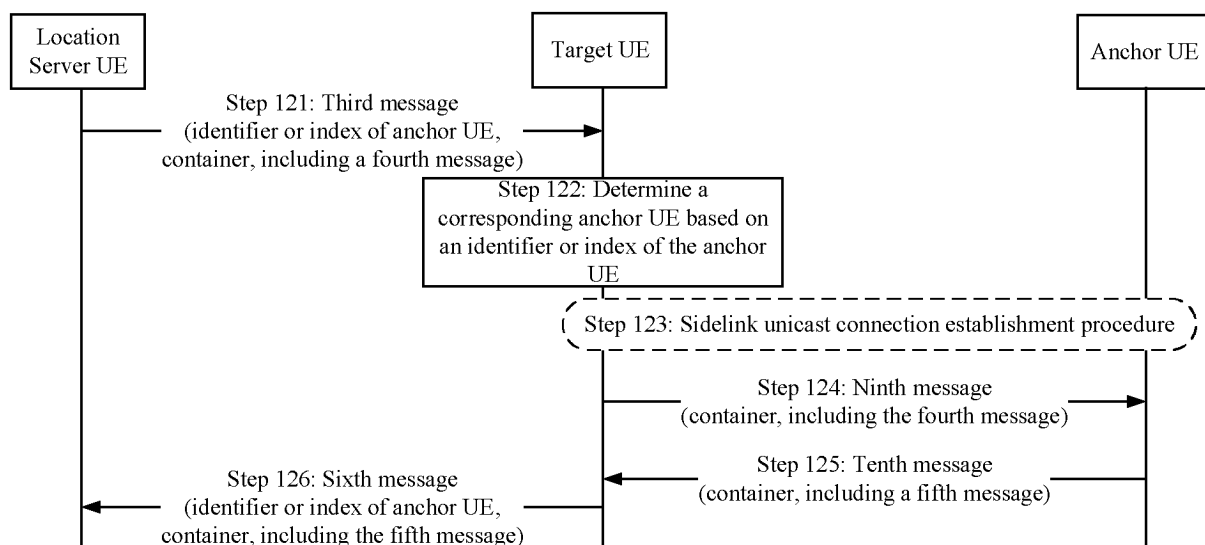 Location
Server UE
Target UE
Anchor UE
Step 121: Third message
(identifier or index of anchor UE,
container, including a fourth message)
Step 122: Determine a
corresponding anchor UE based on
an identifier or index of the anchor
UE
Step 123: Sidelink unicast connection establishment procedure
Step 124: Ninth message
(container, including the fourth message)
Step 125: Tenth message
(container, including a fifth message)
Step 126: Sixth message
(identifier or index of anchor UE,
container, including the fifth message)